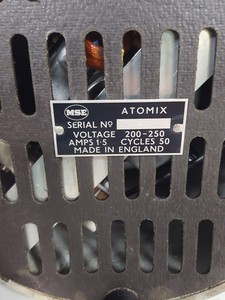 MSE ATOMIX
SERIAL Nº
VOLTAGE 200-250
AMPS 1·5 CYCLES 50
MADE IN ENGLAND